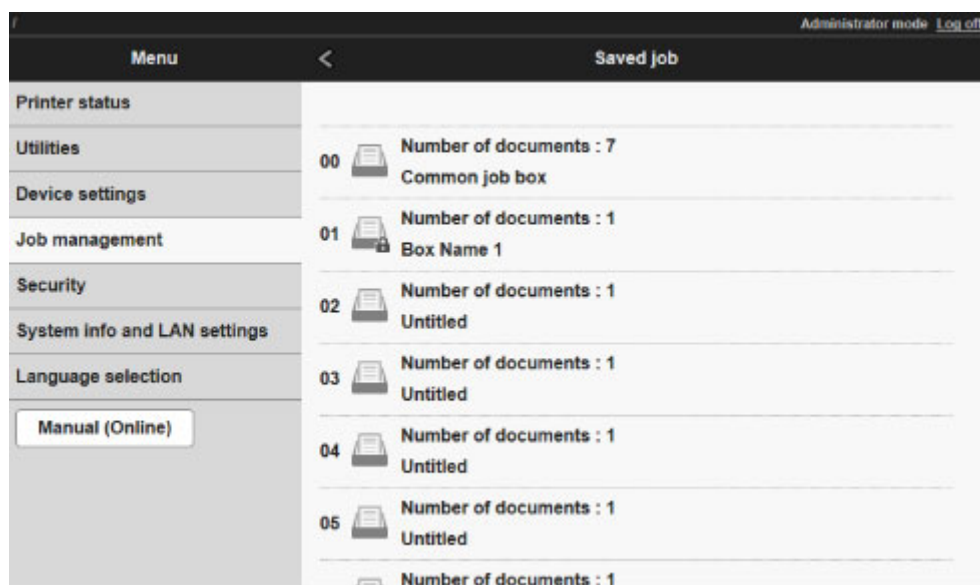 /
Administrator mode Log off
Menu
< Saved job
Printer status
Utilities
Device settings
Job management
Security
System info and LAN settings
Language selection
Manual (Online)
00
Number of documents : 7
Common job box
01
Number of documents : 1
Box Name 1
02
Number of documents : 1
Untitled
03
Number of documents : 1
Untitled
04
Number of documents : 1
Untitled
05
Number of documents : 1
Untitled
Number of documents : 1